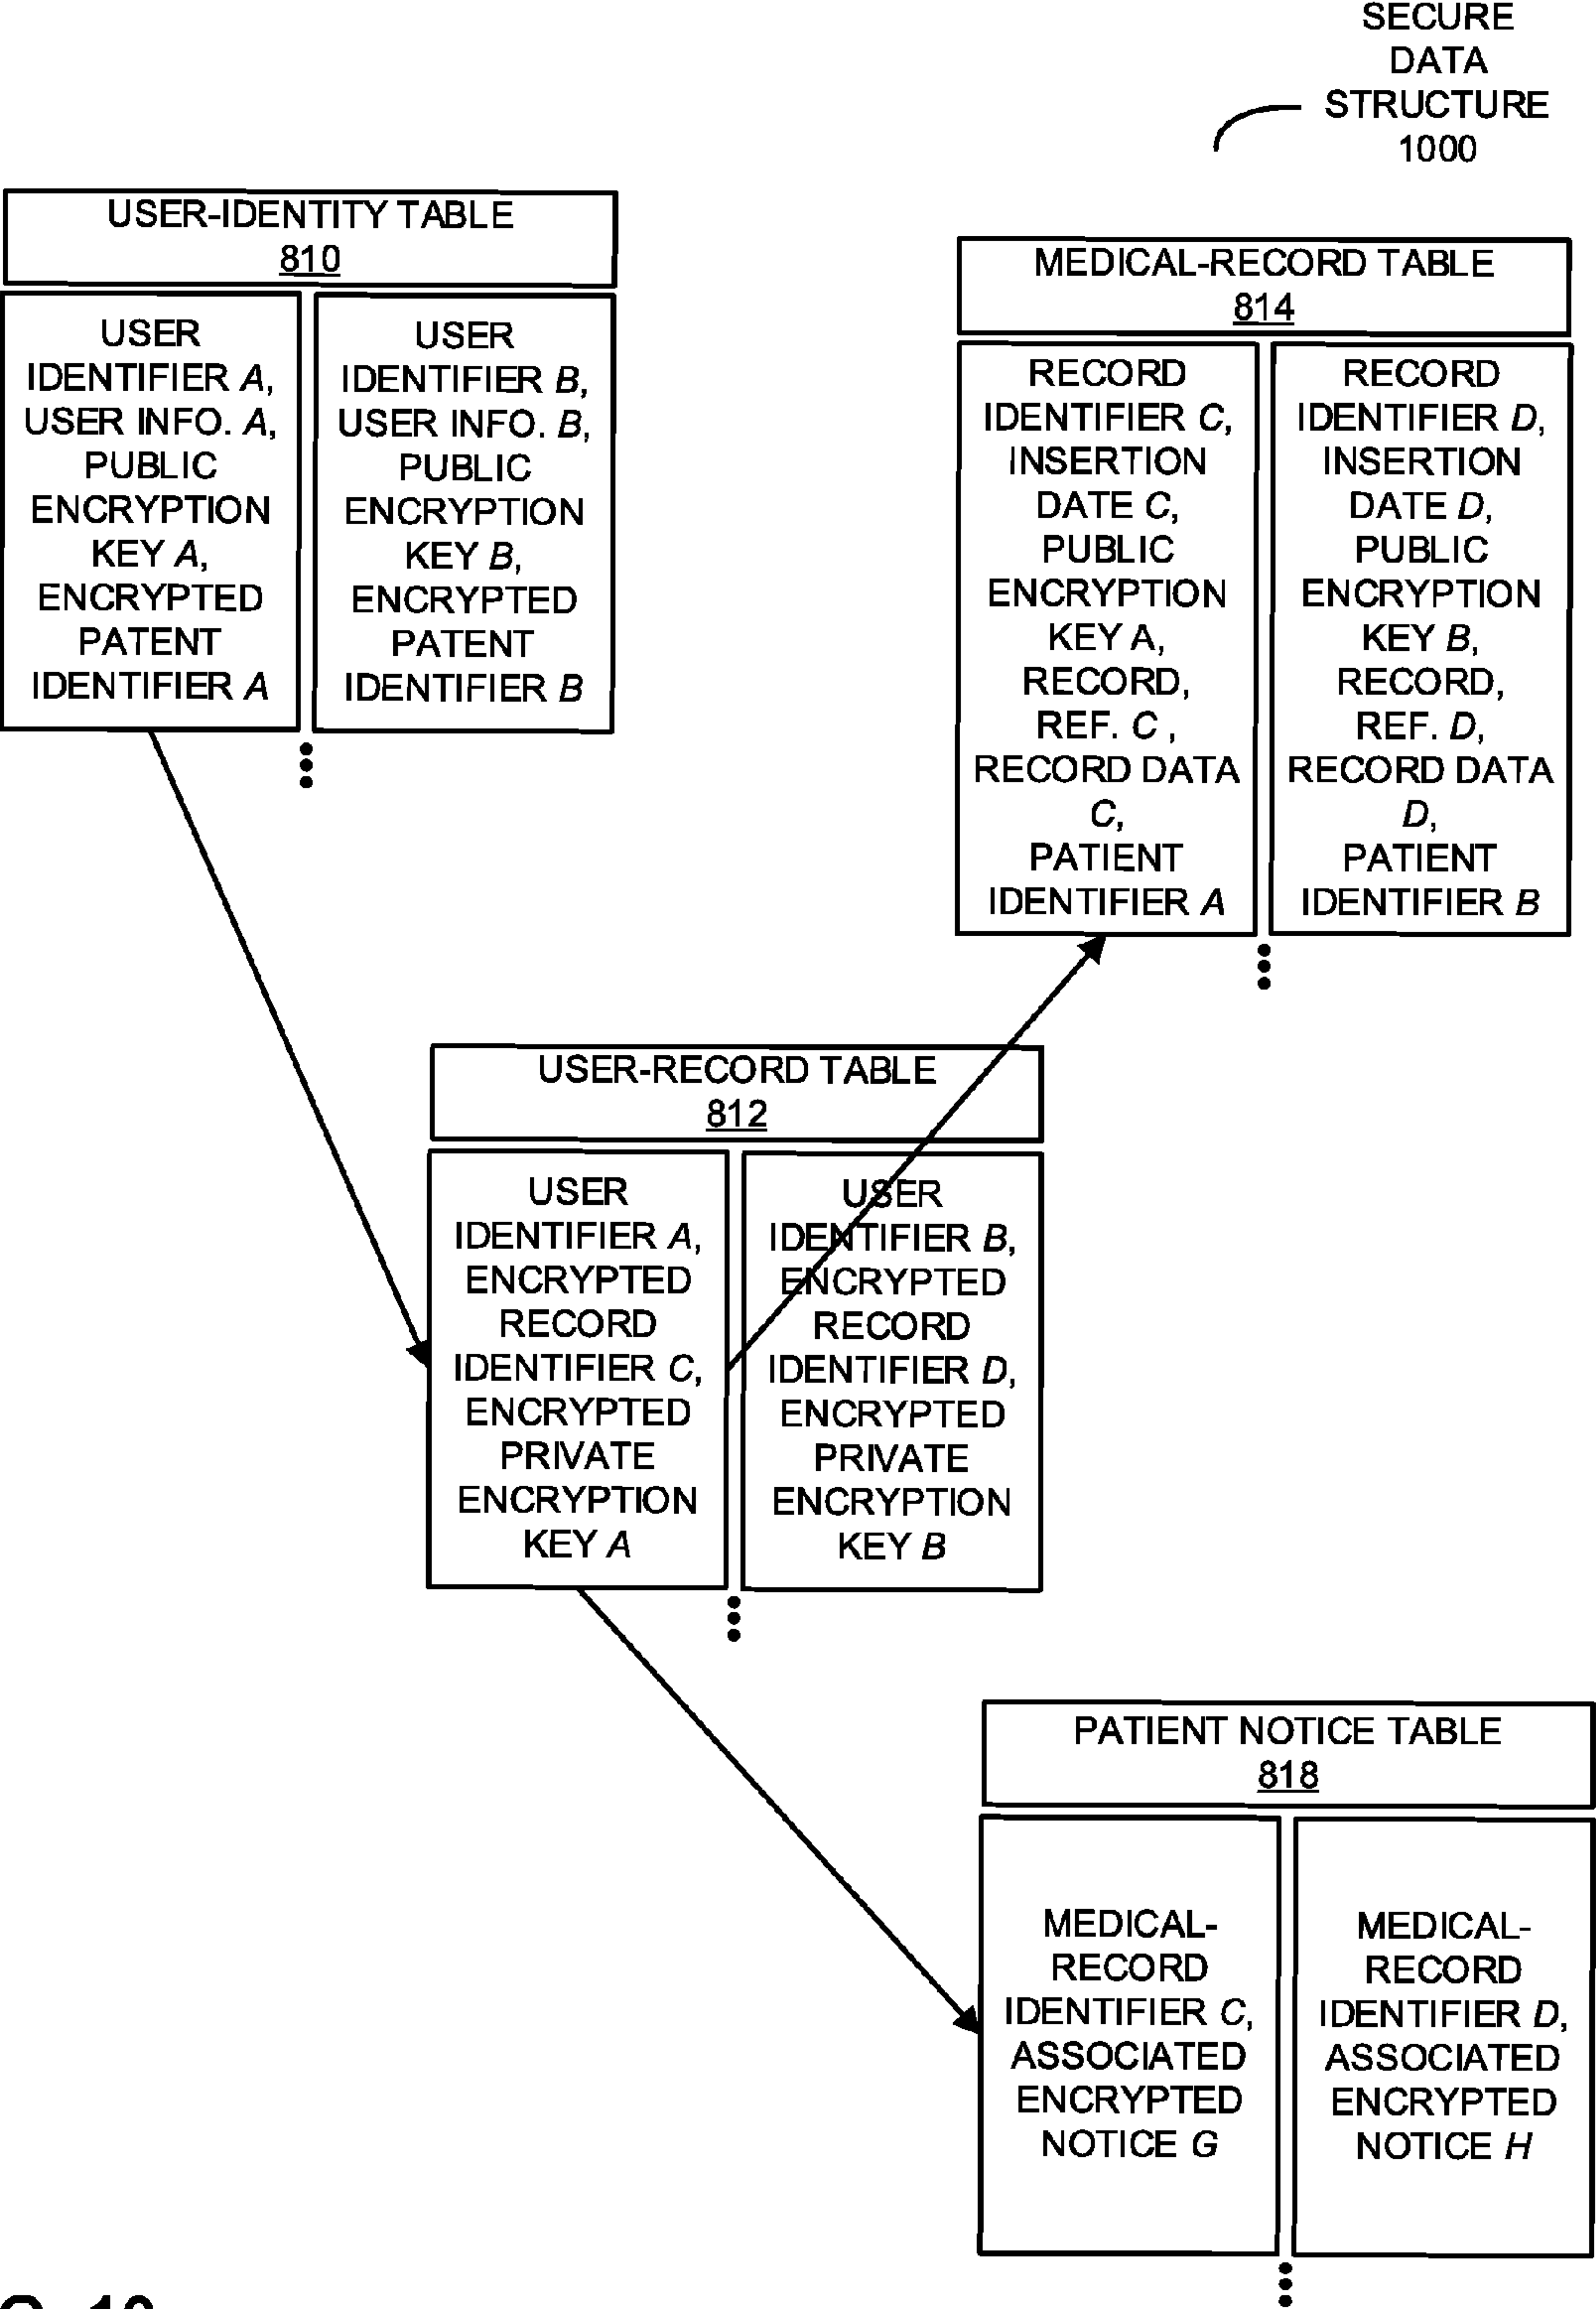 SECURE
DATA
STRUCTURE
1000
USER-IDENTITY TABLE
810
USER
IDENTIFIER A,
USER INFO. A,
PUBLIC
ENCRYPTION
KEY A,
ENCRYPTED
PATENT
IDENTIFIER A
USER
IDENTIFIER B,
USER INFO. B,
PUBLIC
ENCRYPTION
KEY B,
ENCRYPTED
PATENT
IDENTIFIER B
MEDICAL-RECORD TABLE
814
RECORD
IDENTIFIER C,
INSERTION
DATE C,
PUBLIC
ENCRYPTION
KEY A,
RECORD,
REF. C ,
RECORD DATA
C,
PATIENT
IDENTIFIER A
RECORD
IDENTIFIER D,
INSERTION
DATE D,
PUBLIC
ENCRYPTION
KEY B,
RECORD,
REF. D,
RECORD DATA
D,
PATIENT
IDENTIFIER B
USER-RECORD TABLE
812
USER
IDENTIFIER A,
ENCRYPTED
RECORD
IDENTIFIER C,
ENCRYPTED
PRIVATE
ENCRYPTION
KEY A
USER
IDENTIFIER B,
ENCRYPTED
RECORD
IDENTIFIER D,
ENCRYPTED
PRIVATE
ENCRYPTION
KEY B
PATIENT NOTICE TABLE
818
MEDICAL-
RECORD
IDENTIFIER C,
ASSOCIATED
ENCRYPTED
NOTICE G
MEDICAL-
RECORD
IDENTIFIER D,
ASSOCIATED
ENCRYPTED
NOTICE H